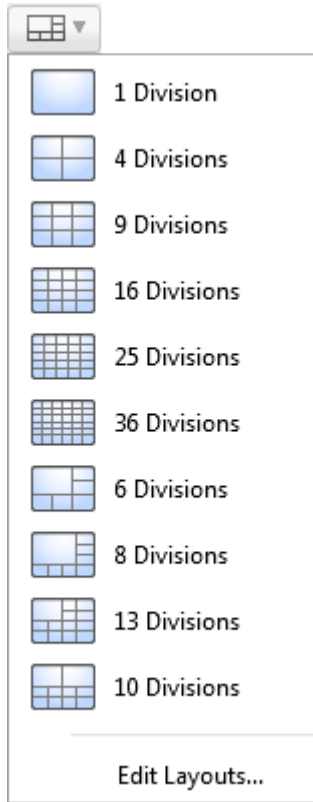 1 Division
4 Divisions
9 Divisions
16 Divisions
25 Divisions
36 Divisions
6 Divisions
8 Divisions
13 Divisions
10 Divisions
Edit Layouts...